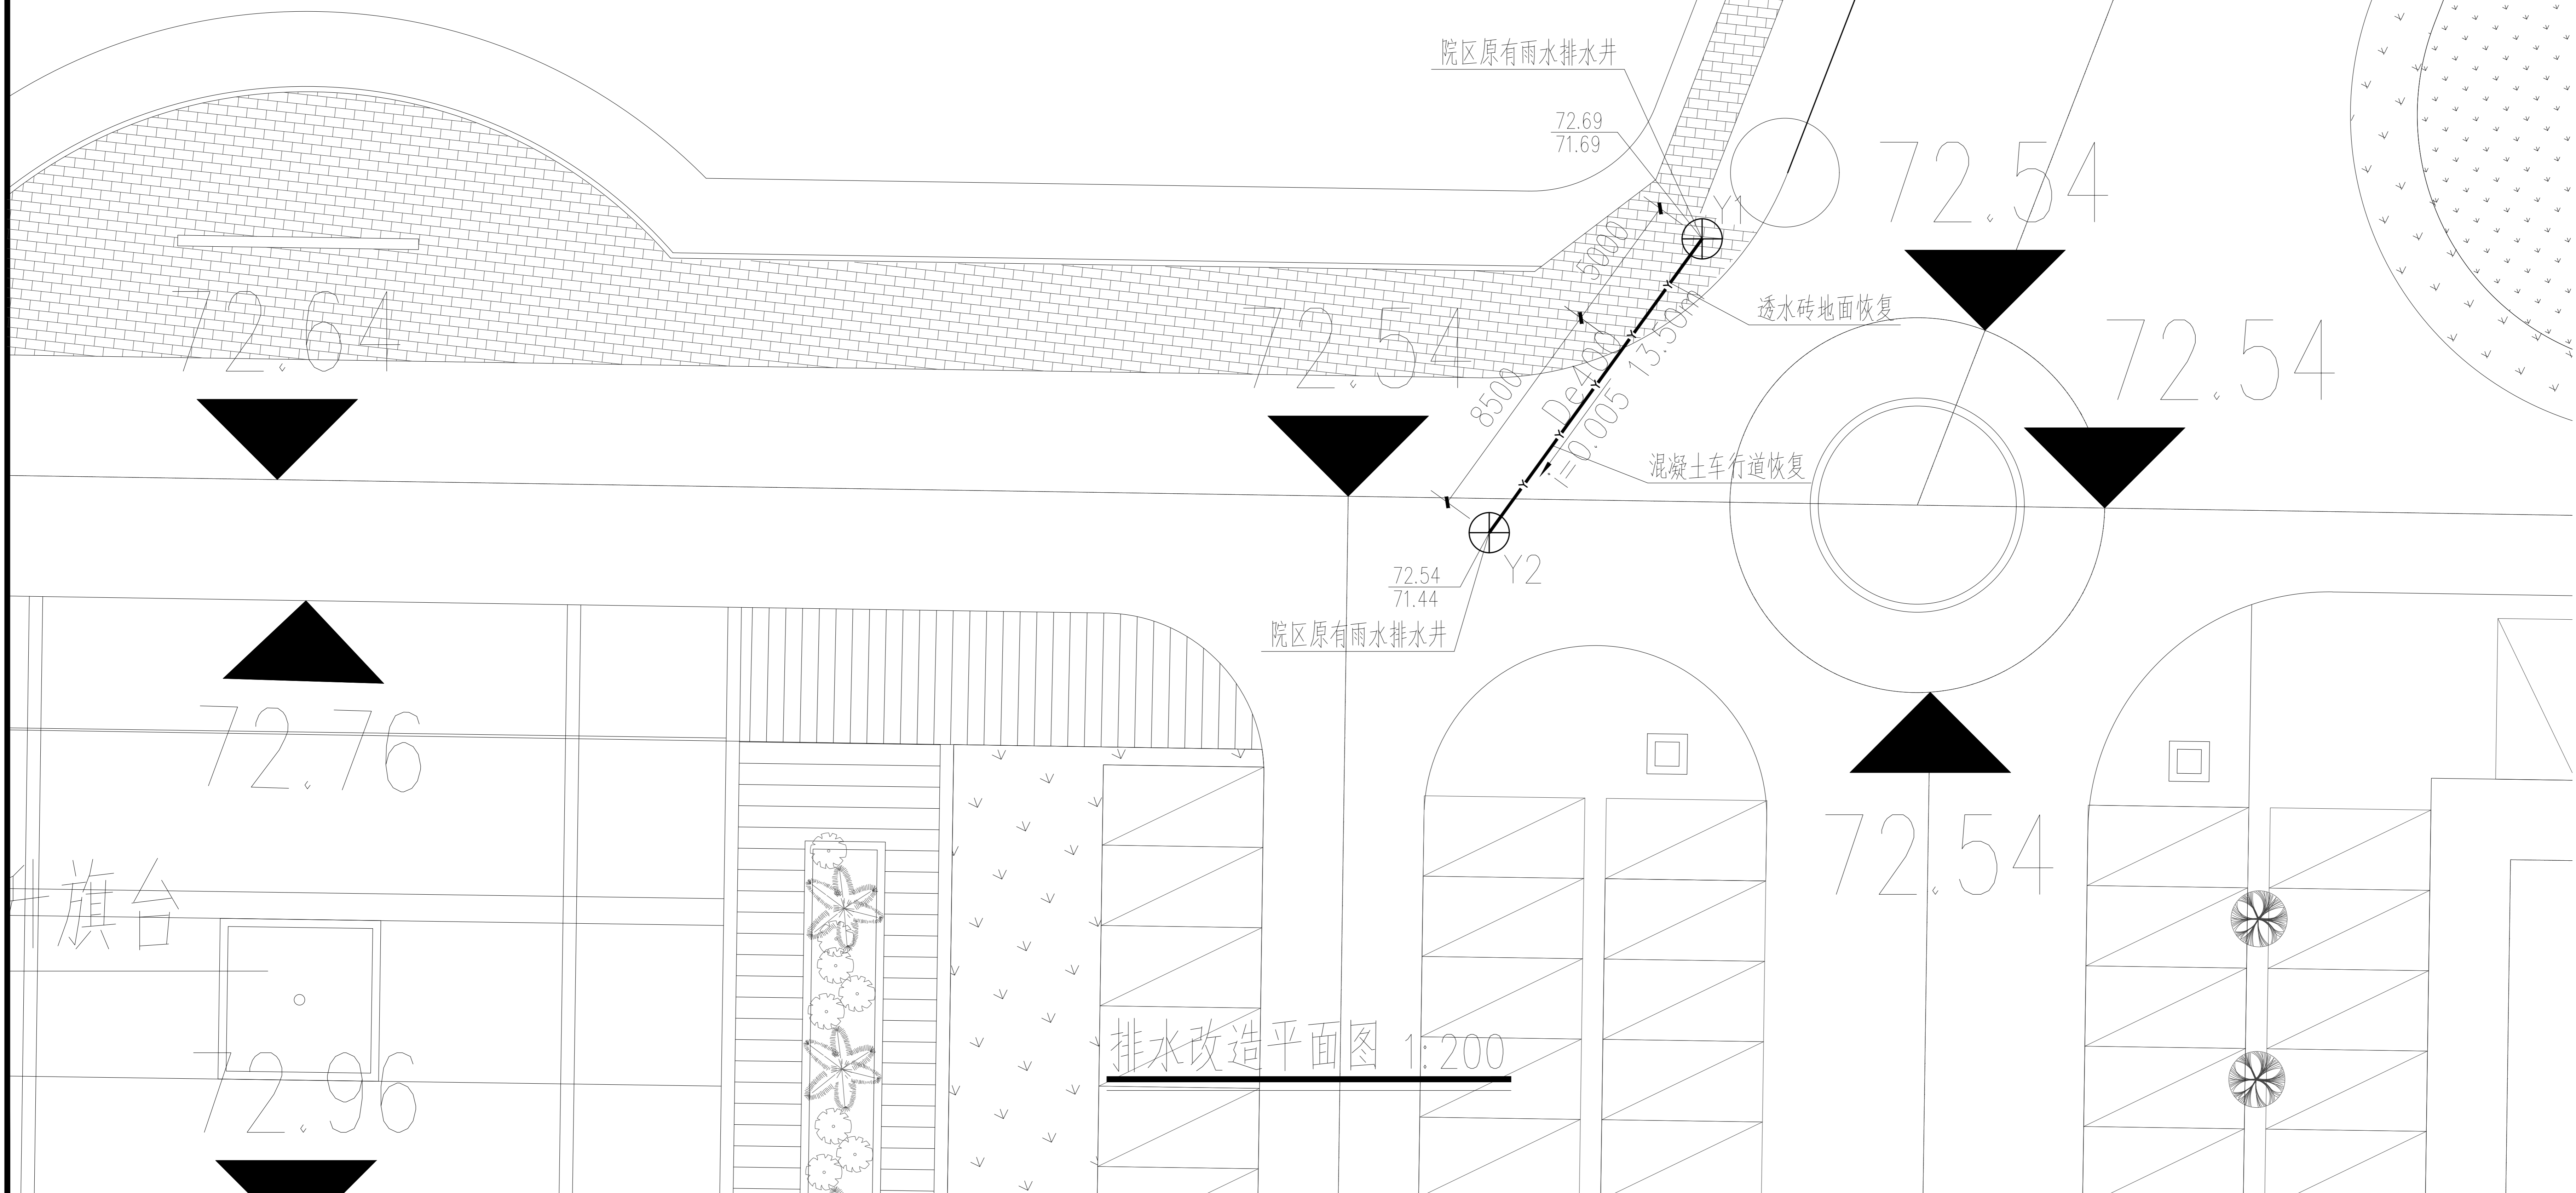 院区原有雨水排水井
72.69
71.69
Y1
72.54
5000
透水砖地面恢复
72.64
72.54
72.54
8500
De400
13.50m
i=0.005
混凝土车行道恢复
72.54
71.44
Y2
院区原有雨水排水井
72.76
72.54
旗台
排水改造平面图 1:200
72.96